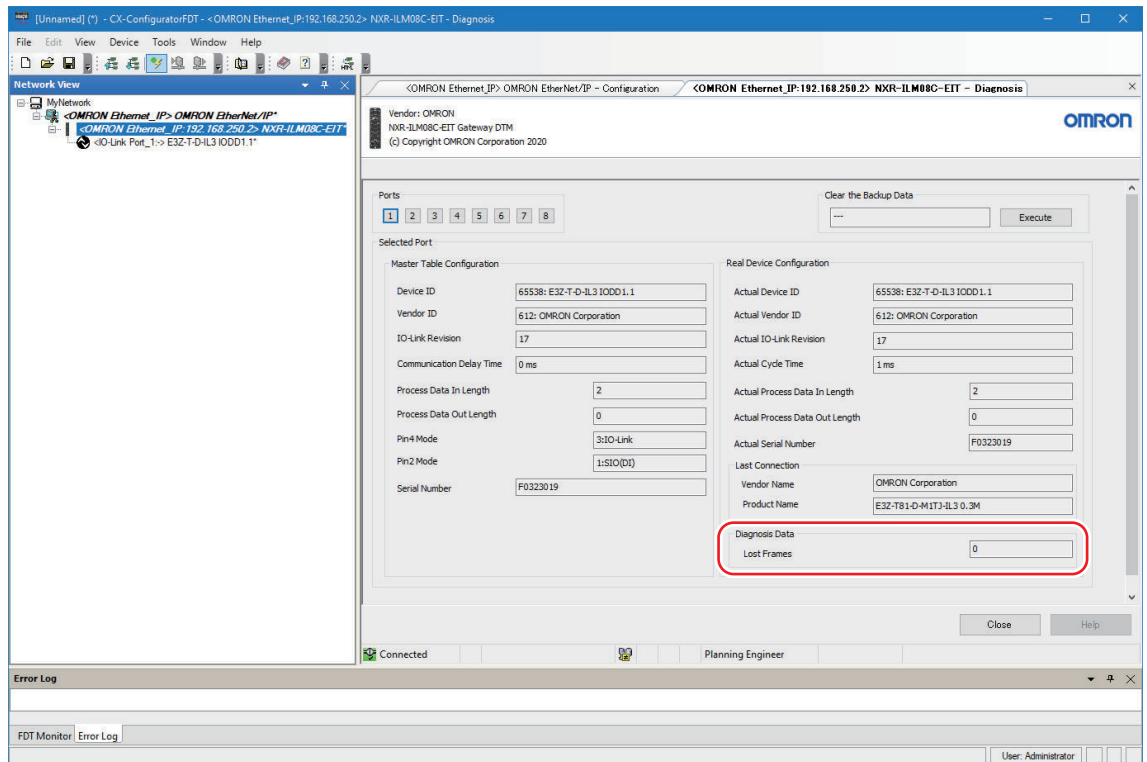 [Unnamed] (*) - CX-ConfiguratorFDT - <OMRON Ethernet_IP:192.168.250.2> NXR-ILM08C-EIT - Diagnosis
File Edit View Device Tools Window Help
Network View
MyNetwork
<OMRON Ethernet_IP> OMRON EtherNet/IP*
<OMRON Ethernet_IP:192.168.250.2> NXR-ILM08C-EIT*
<IO-Link Port_1:-> E3Z-T-D-IL3 IODD1.1*
<OMRON Ethernet_IP> OMRON EtherNet/IP - Configuration
<OMRON Ethernet_IP:192.168.250.2> NXR-ILM08C-EIT - Diagnosis
Vendor: OMRON
NXR-ILM08C-EIT Gateway DTM
(c) Copyright OMRON Corporation 2020
OMRON
Ports
1 2 3 4 5 6 7 8
Clear the Backup Data
--- Execute
Selected Port
Master Table Configuration
Device ID 65538: E3Z-T-D-IL3 IODD1.1
Vendor ID 612: OMRON Corporation
IO-Link Revision 17
Communication Delay Time 0 ms
Process Data In Length 2
Process Data Out Length 0
Pin4 Mode 3:IO-Link
Pin2 Mode 1:SIO(DI)
Serial Number F0323019
Real Device Configuration
Actual Device ID 65538: E3Z-T-D-IL3 IODD1.1
Actual Vendor ID 612: OMRON Corporation
Actual IO-Link Revision 17
Actual Cycle Time 1 ms
Actual Process Data In Length 2
Actual Process Data Out Length 0
Actual Serial Number F0323019
Last Connection
Vendor Name OMRON Corporation
Product Name E3Z-T81-D-M1TJ-IL3 0.3M
Diagnosis Data
Lost Frames 0
Close Help
Connected Planning Engineer
Error Log
FDT Monitor Error Log
User: Administrator